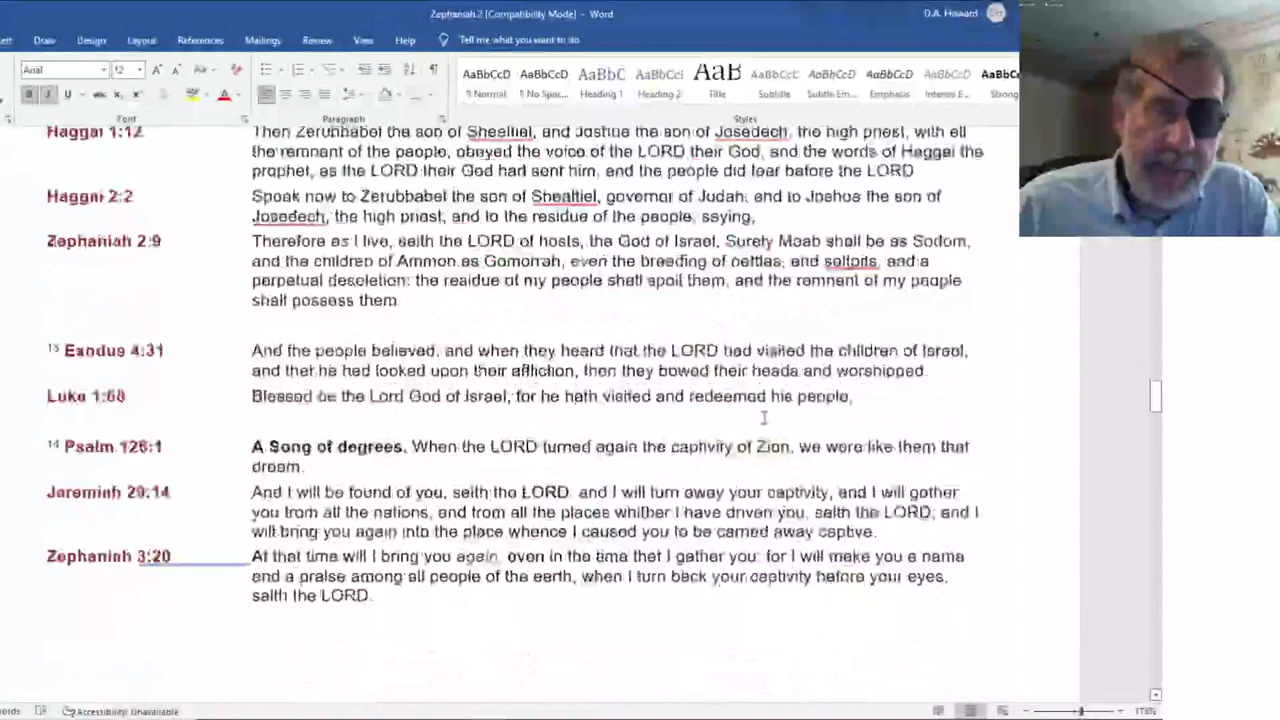 Zephaniah 2 [Compatibility Mode] - Word
D.A. Howard
Draw Design Layout References Mailings Review View Help Tell me what you want to do
Arial 12
AaBbCcD AaBbCcD AaBbC AaBbCcI AaB AaBbCcD AaBbCcD AaBbCcD AaBbCcD
Normal No Spac... Heading 1 Heading 2 Title Subtitle Subtle Em... Emphasis Intense E... Strong
Font Paragraph Styles
Haggai 1:12 Then Zerubbabel the son of Shealtiel, and Joshua the son of Josedech, the high priest, with all
the remnant of the people, obeyed the voice of the LORD their God, and the words of Haggai the
prophet, as the LORD their God had sent him, and the people did fear before the LORD
Haggai 2:2 Speak now to Zerubbabel the son of Shealtiel, governor of Judah, and to Joshua the son of
Josedech, the high priest, and to the residue of the people, saying,
Zephaniah 2:9 Therefore as I live, saith the LORD of hosts, the God of Israel, Surely Moab shall be as Sodom,
and the children of Ammon as Gomorrah, even the breeding of nettles, and saltpits, and a
perpetual desolation: the residue of my people shall spoil them, and the remnant of my people
shall possess them.
13 Exodus 4:31 And the people believed: and when they heard that the LORD had visited the children of Israel,
and that he had looked upon their affliction, then they bowed their heads and worshipped.
Luke 1:68 Blessed be the Lord God of Israel; for he hath visited and redeemed his people,
14 Psalm 126:1 A Song of degrees. When the LORD turned again the captivity of Zion, we were like them that
dream.
Jeremiah 29:14 And I will be found of you, saith the LORD: and I will turn away your captivity, and I will gather
you from all the nations, and from all the places whither I have driven you, saith the LORD; and I
will bring you again into the place whence I caused you to be carried away captive.
Zephaniah 3:20 At that time will I bring you again, even in the time that I gather you: for I will make you a name
and a praise among all people of the earth, when I turn back your captivity before your eyes,
saith the LORD.
Accessibility: Unavailable